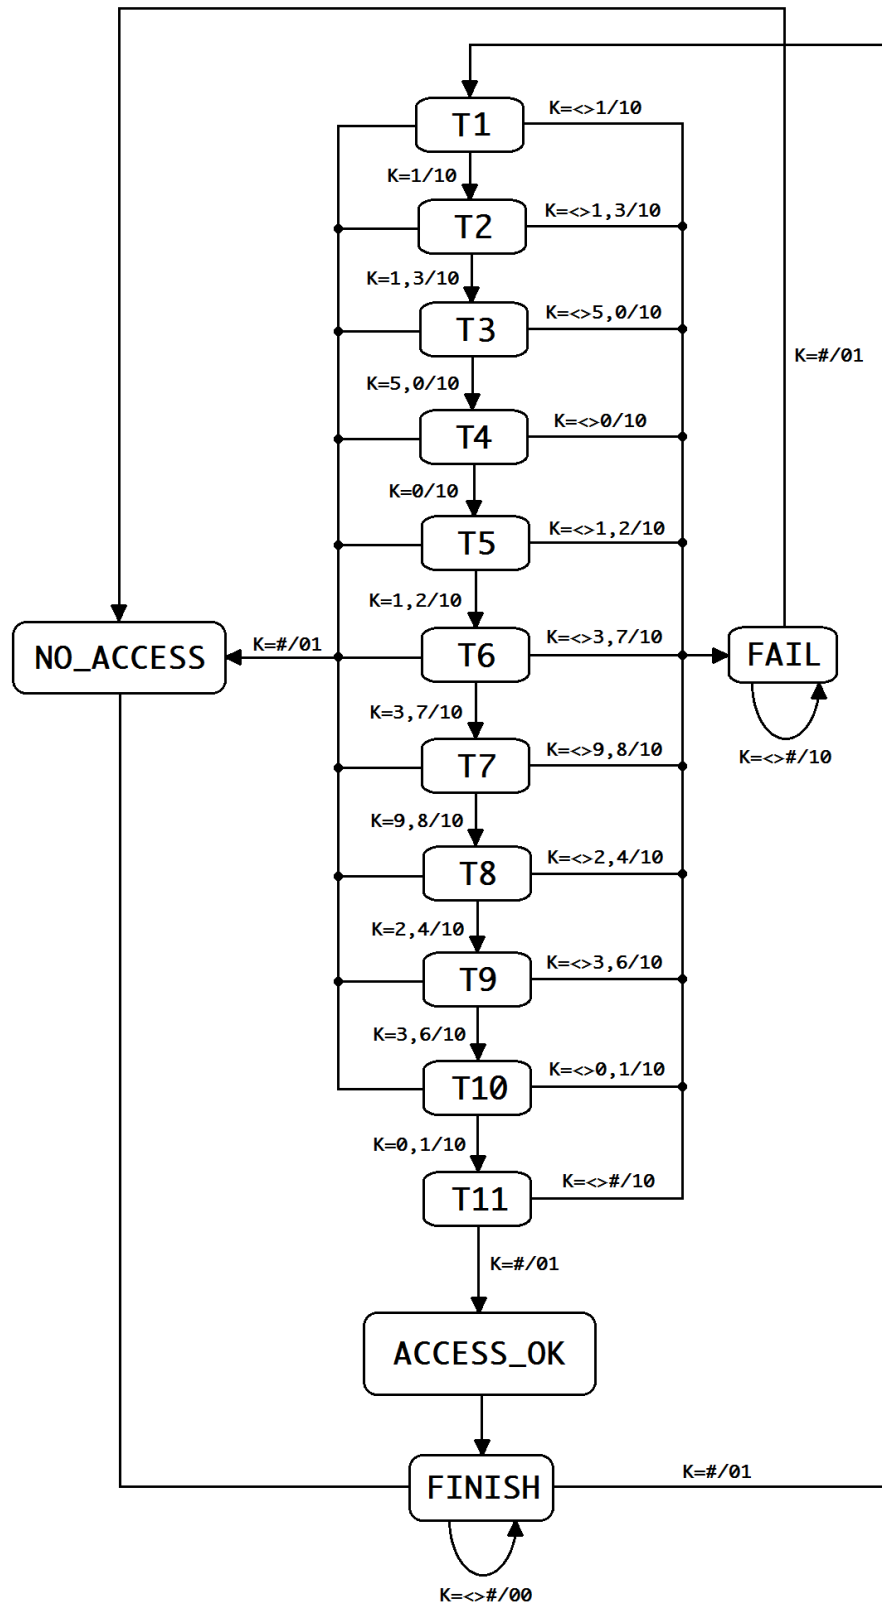 K=<>1/10
T1
K=1/10
K=<>1,3/10
T2
K=1,3/10
K=<>5,0/10
T3
K=#/01
K=5,0/10
K=<>0/10
T4
K=0/10
K=<>1,2/10
T5
K=1,2/10
K=<>3,7/10
K=#/01
NO_ACCESS
T6
FAIL
K=3,7/10
K=<>9,8/10
K=<>#/10
T7
K=9,8/10
K=<>2,4/10
T8
K=2,4/10
K=<>3,6/10
T9
K=3,6/10
K=<>0,1/10
T10
K=0,1/10
K=<>#/10
T11
K=#/01
ACCESS_OK
K=#/01
FINISH
K=<>#/00